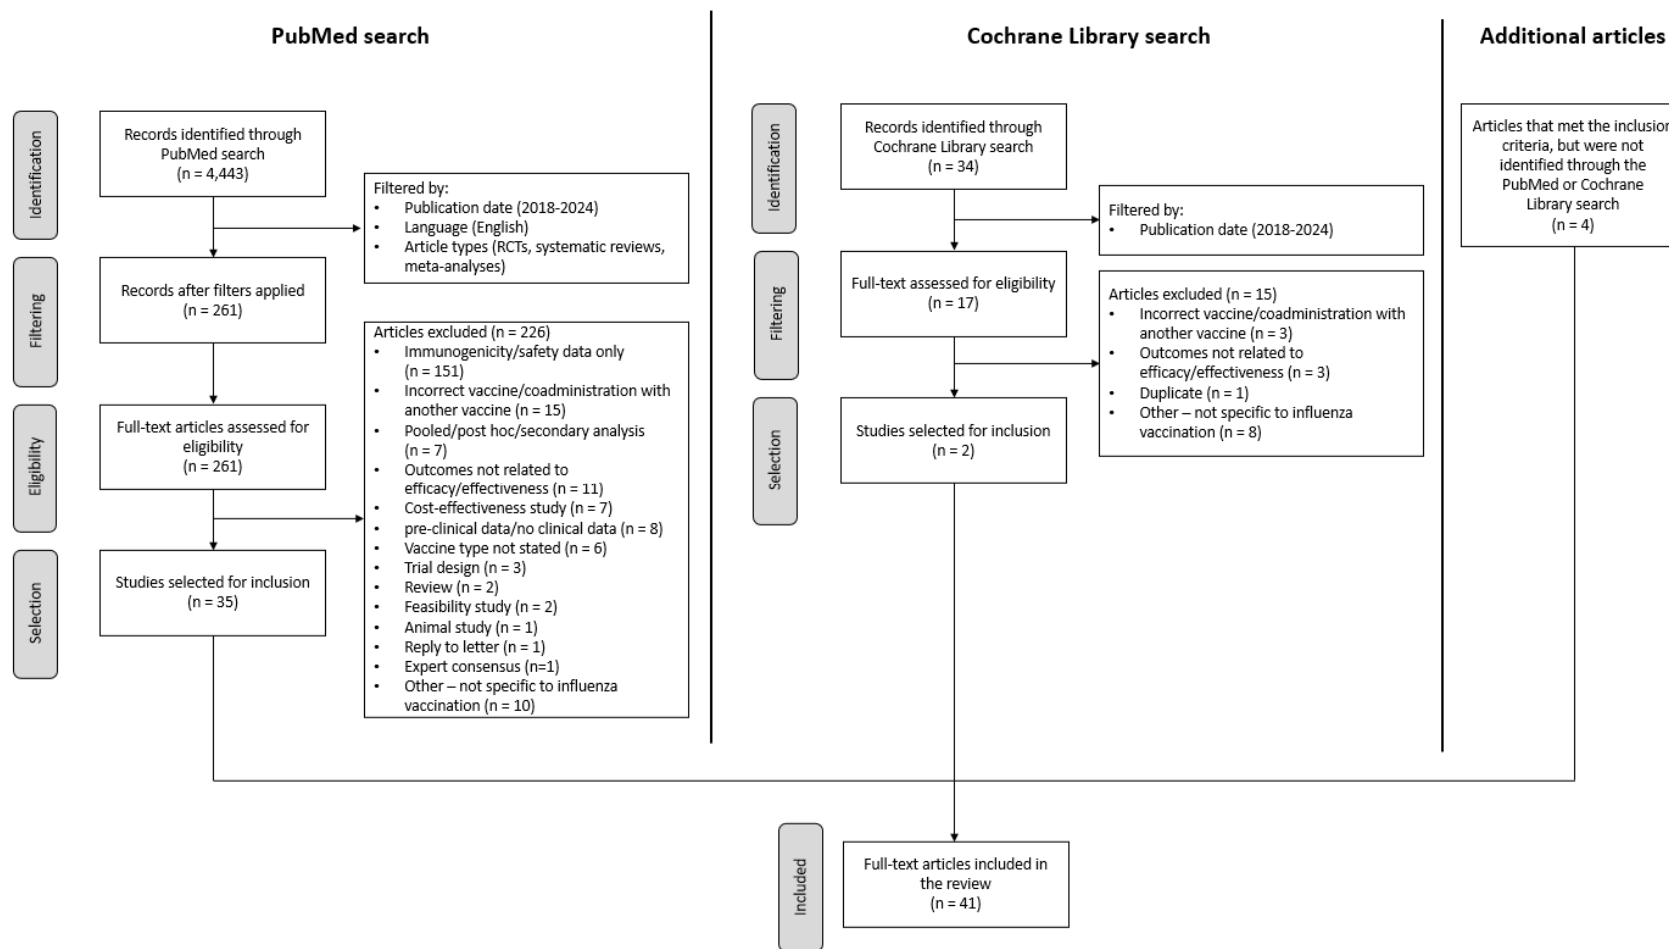 PubMed search
Identification
Records identified through
PubMed search
(n = 4,443)
Filtered by:
• Publication date (2018-2024)
• Language (English)
• Article types (RCTs, systematic reviews,
meta-analyses)
Filtering
Records after filters applied
(n = 261)
Articles excluded (n = 226)
• Immunogenicity/safety data only
(n = 151)
• Incorrect vaccine/coadministration with
another vaccine (n = 15)
• Pooled/post hoc/secondary analysis
(n = 7)
• Outcomes not related to
efficacy/effectiveness (n = 11)
• Cost-effectiveness study (n = 7)
• pre-clinical data/no clinical data (n = 8)
• Vaccine type not stated (n = 6)
• Trial design (n = 3)
• Review (n = 2)
• Feasibility study (n = 2)
• Animal study (n = 1)
• Reply to letter (n = 1)
• Expert consensus (n=1)
• Other – not specific to influenza
vaccination (n = 10)
Eligibility
Full-text articles assessed for
eligibility
(n = 261)
Selection
Studies selected for inclusion
(n = 35)
Cochrane Library search
Identification
Records identified through
Cochrane Library search
(n = 34)
Filtered by:
• Publication date (2018-2024)
Filtering
Full-text assessed for eligibility
(n = 17)
Articles excluded (n = 15)
• Incorrect vaccine/coadministration with
another vaccine (n = 3)
• Outcomes not related to
efficacy/effectiveness (n = 3)
• Duplicate (n = 1)
• Other – not specific to influenza
vaccination (n = 8)
Selection
Studies selected for inclusion
(n = 2)
Additional articles
Articles that met the inclusion
criteria, but were not
identified through the
PubMed or Cochrane
Library search
(n = 4)
Included
Full-text articles included in
the review
(n = 41)